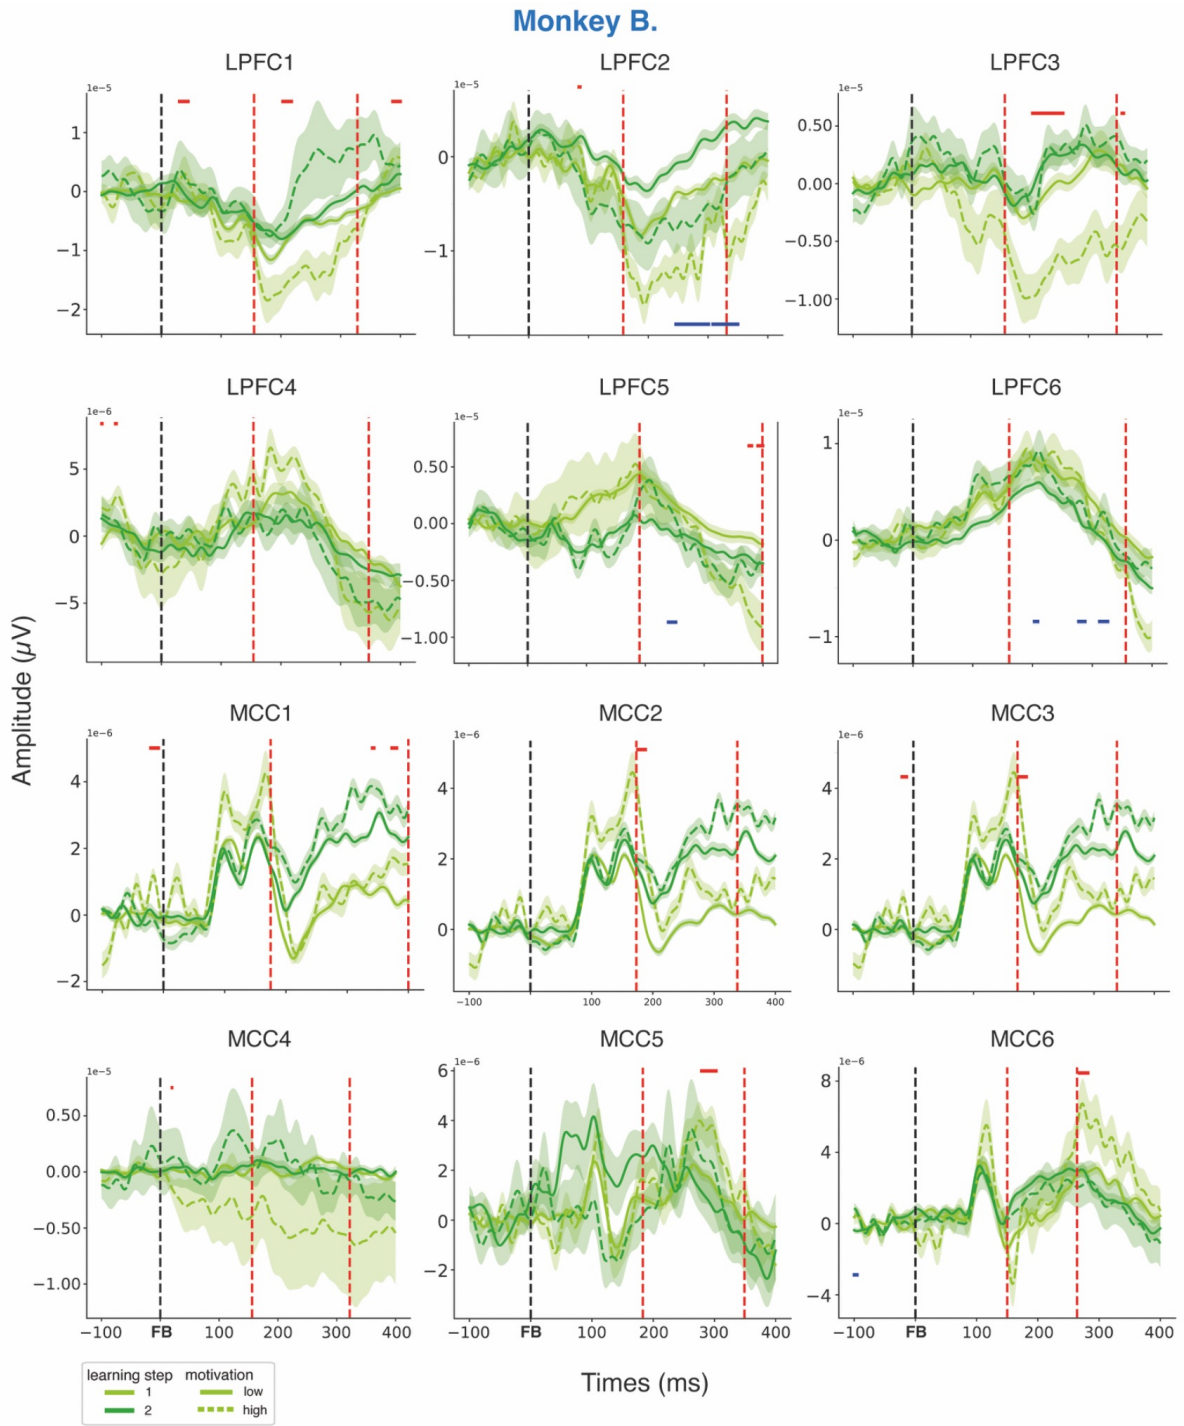 Monkey B.
LPFC1
LPFC2
LPFC3
1e-5
1e-5
1e-5
1
0
−1
−2
0
−1
0.50
0.00
−0.50
−1.00
LPFC4
LPFC5
LPFC6
1e-6
1e-5
1e-5
5
0
−5
0.50
0.00
−0.50
−1.00
1
0
−1
Amplitude (µV)
MCC1
MCC2
MCC3
1e-6
1e-6
1e-6
4
2
0
−2
4
2
0
4
2
0
−100
100
200
300
400
MCC4
MCC5
MCC6
1e-5
1e-6
1e-6
0.50
0.00
−0.50
−1.00
6
4
2
0
−2
8
4
0
−4
−100 FB 100 200 300 400
−100 FB 100 200 300 400
−100 FB 100 200 300 400
Times (ms)
learning step motivation
1 low
2 high